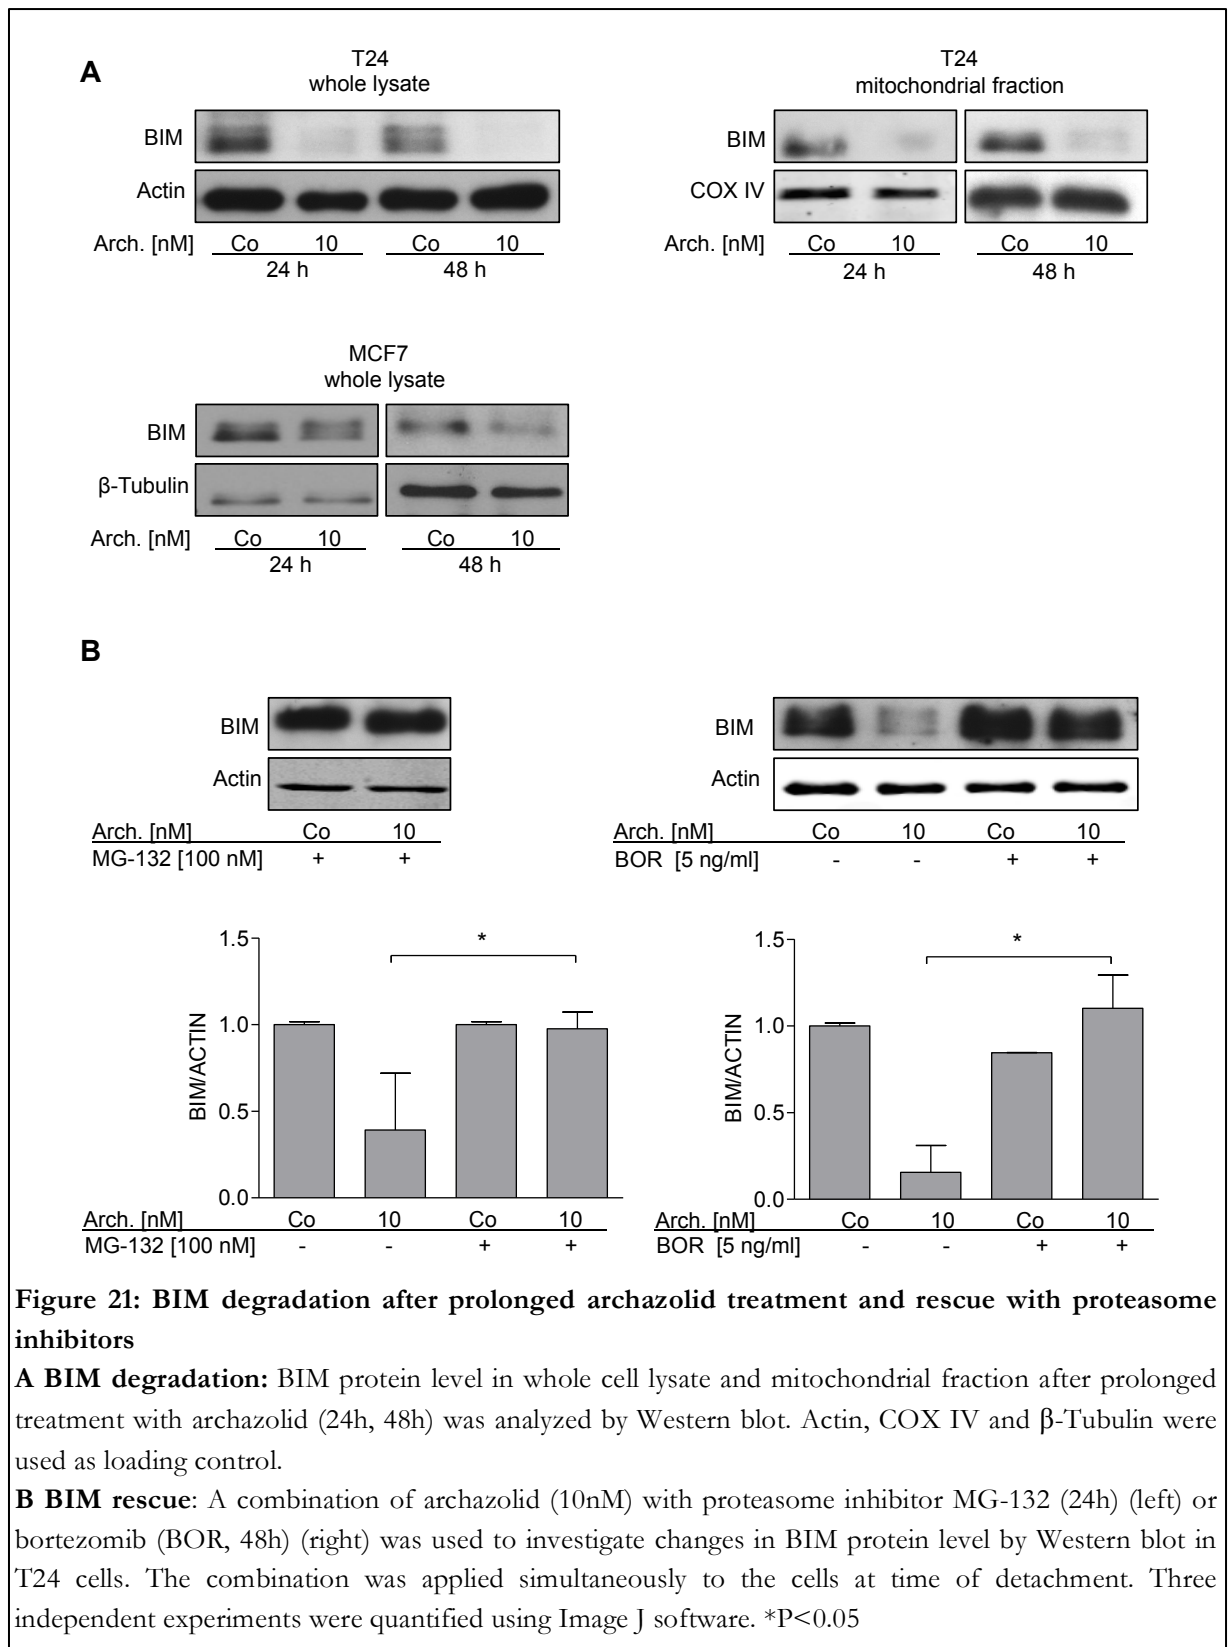 A
T24
whole lysate
BIM
Actin
Arch. [nM] Co 10 Co 10
24 h 48 h
T24
mitochondrial fraction
BIM
COX IV
Arch. [nM] Co 10 Co 10
24 h 48 h
MCF7
whole lysate
BIM
β-Tubulin
Arch. [nM] Co 10 Co 10
24 h 48 h
B
BIM
Actin
Arch. [nM] Co 10
MG-132 [100 nM] + +
BIM
Actin
Arch. [nM] Co 10 Co 10
BOR [5 ng/ml] - - + +
1.5
1.0
0.5
0.0
BIM/ACTIN
*
Arch. [nM] Co 10 Co 10
MG-132 [100 nM] - - + +
1.5
1.0
0.5
0.0
BIM/ACTIN
*
Arch. [nM] Co 10 Co 10
BOR [5 ng/ml] - - + +
Figure 21: BIM degradation after prolonged archazolid treatment and rescue with proteasome
inhibitors
A BIM degradation: BIM protein level in whole cell lysate and mitochondrial fraction after prolonged
treatment with archazolid (24h, 48h) was analyzed by Western blot. Actin, COX IV and β-Tubulin were
used as loading control.
B BIM rescue: A combination of archazolid (10nM) with proteasome inhibitor MG-132 (24h) (left) or
bortezomib (BOR, 48h) (right) was used to investigate changes in BIM protein level by Western blot in
T24 cells. The combination was applied simultaneously to the cells at time of detachment. Three
independent experiments were quantified using Image J software. *P<0.05